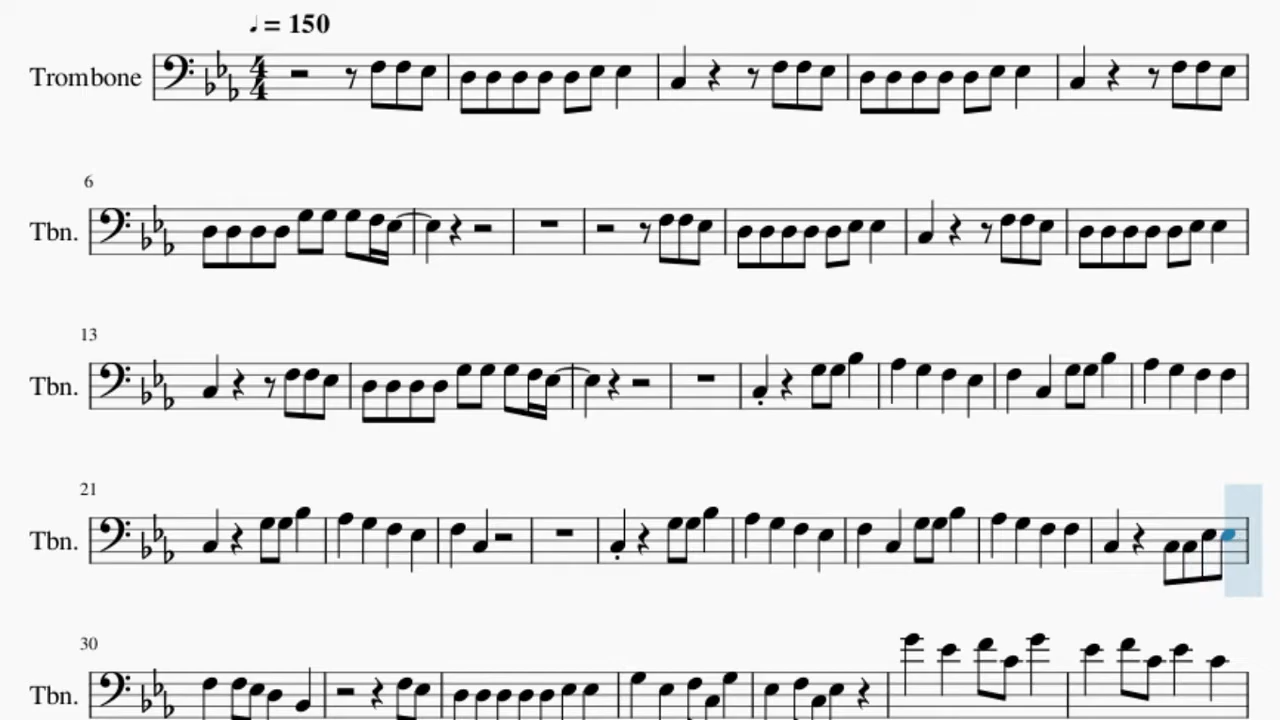 ♩ = 150
Trombone 4/4
6
Tbn.
13
Tbn.
21
Tbn.
30
Tbn.